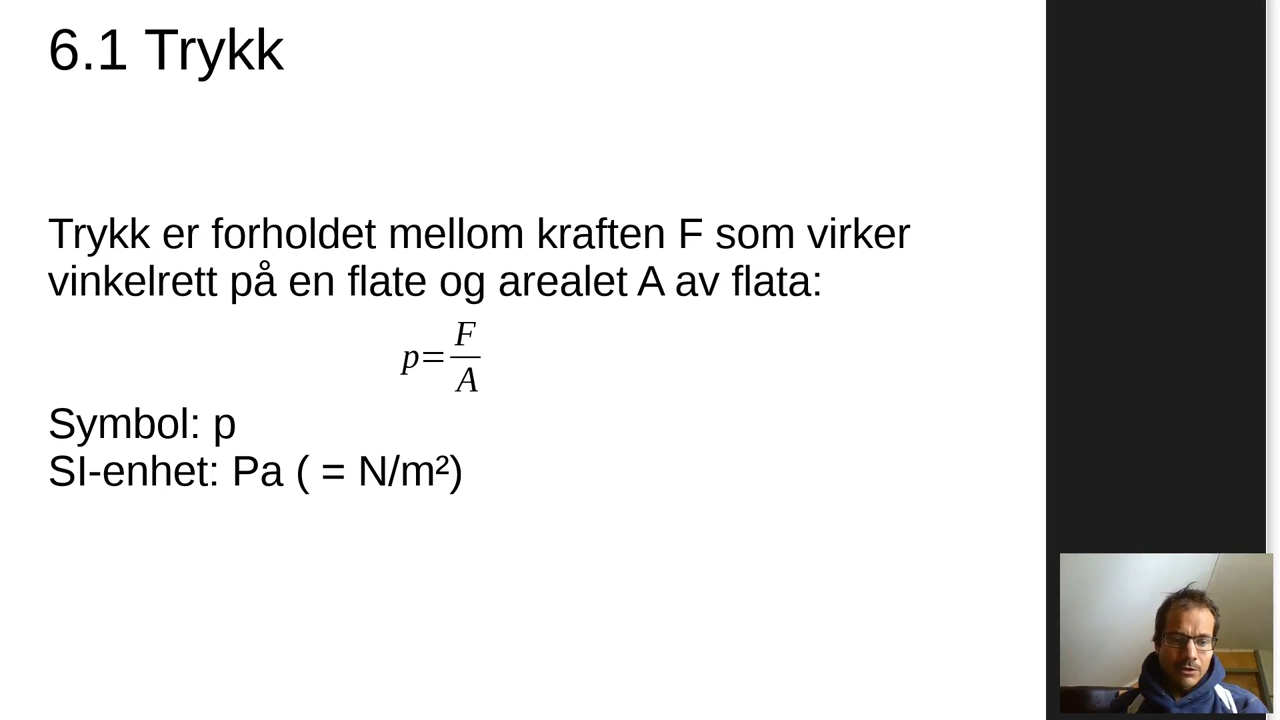 6.1 Trykk
Trykk er forholdet mellom kraften F som virker
vinkelrett på en flate og arealet A av flata:
p=F/A
Symbol: p
SI-enhet: Pa ( = N/m²)